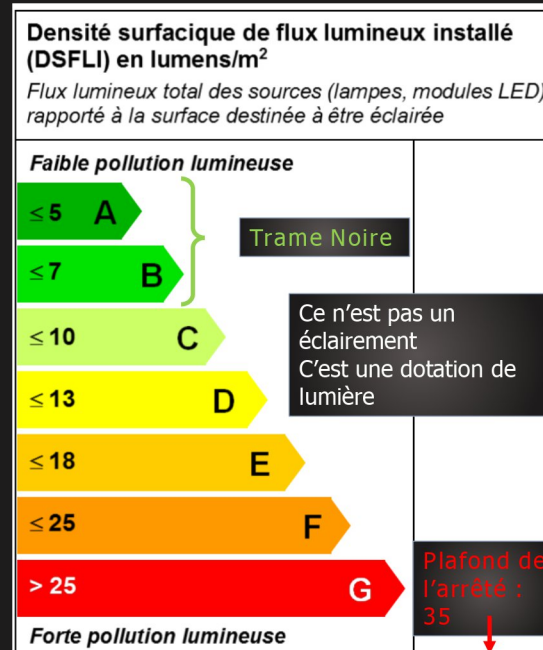 Densité surfacique de flux lumineux installé
(DSFLI) en lumens/m²
Flux lumineux total des sources (lampes, modules LED)
rapporté à la surface destinée à être éclairée
Faible pollution lumineuse
≤ 5 A
Trame Noire
≤ 7 B
Ce n’est pas un
éclairement
C’est une dotation de
lumière
≤ 10 C
≤ 13 D
≤ 18 E
≤ 25 F
> 25 G
Plafond de
l’arrêté :
35
Forte pollution lumineuse